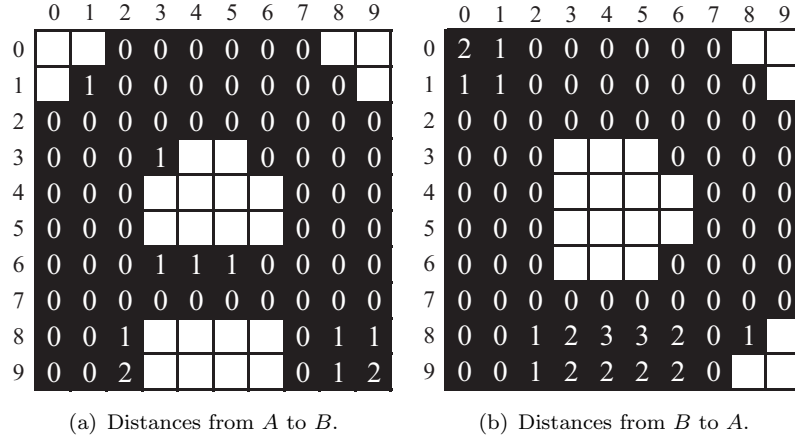 0 1 2 3 4 5 6 7 8 9
0 0 0 0 0 0 0
1 1 0 0 0 0 0 0 0
2 0 0 0 0 0 0 0 0 0 0
3 0 0 0 1 0 0 0 0
4 0 0 0 0 0 0
5 0 0 0 0 0 0
6 0 0 0 1 1 1 0 0 0 0
7 0 0 0 0 0 0 0 0 0 0
8 0 0 1 0 1 1
9 0 0 2 0 1 2
(a) Distances from A to B.
0 1 2 3 4 5 6 7 8 9
0 2 1 0 0 0 0 0 0
1 1 1 0 0 0 0 0 0 0
2 0 0 0 0 0 0 0 0 0 0
3 0 0 0 0 0 0 0
4 0 0 0 0 0 0
5 0 0 0 0 0 0
6 0 0 0 0 0 0 0
7 0 0 0 0 0 0 0 0 0 0
8 0 0 1 2 3 3 2 0 1
9 0 0 1 2 2 2 2 0
(b) Distances from B to A.